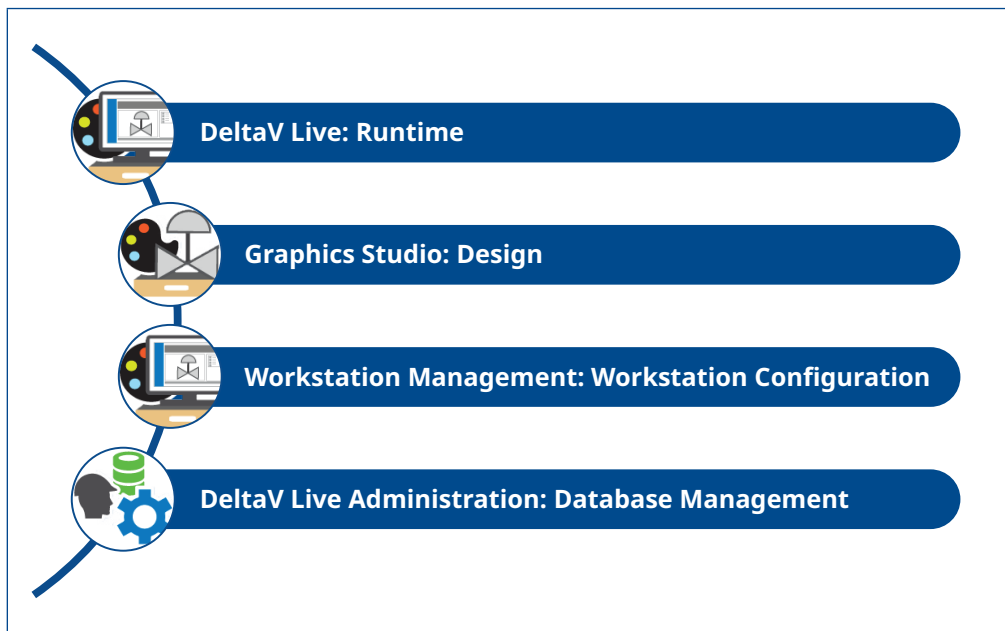 DeltaV Live: Runtime
Graphics Studio: Design
Workstation Management: Workstation Configuration
DeltaV Live Administration: Database Management